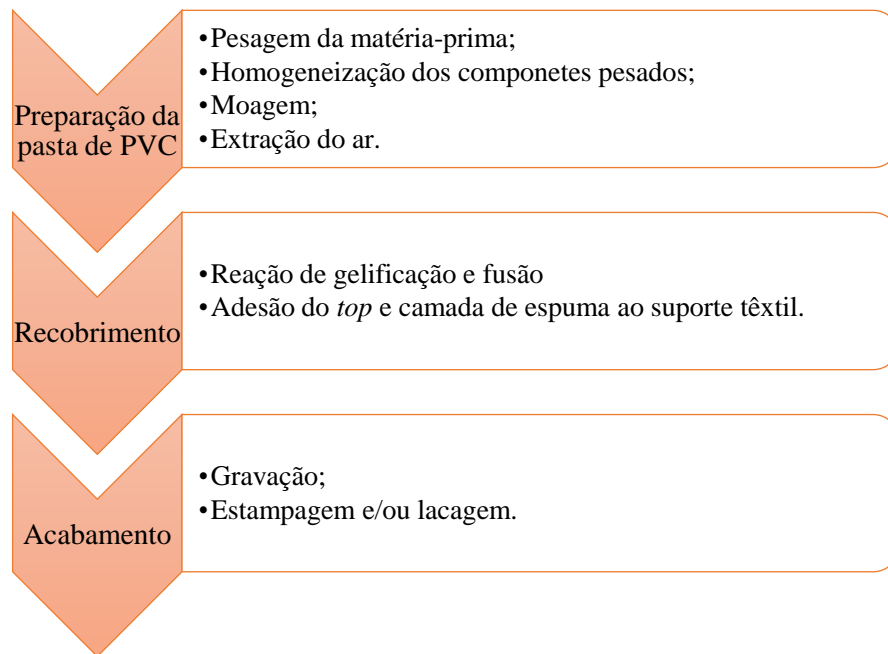 Preparação da
pasta de PVC
•Pesagem da matéria-prima;
•Homogeneização dos componetes pesados;
•Moagem;
•Extração do ar.
Recobrimento
•Reação de gelificação e fusão
•Adesão do top e camada de espuma ao suporte têxtil.
Acabamento
•Gravação;
•Estampagem e/ou lacagem.